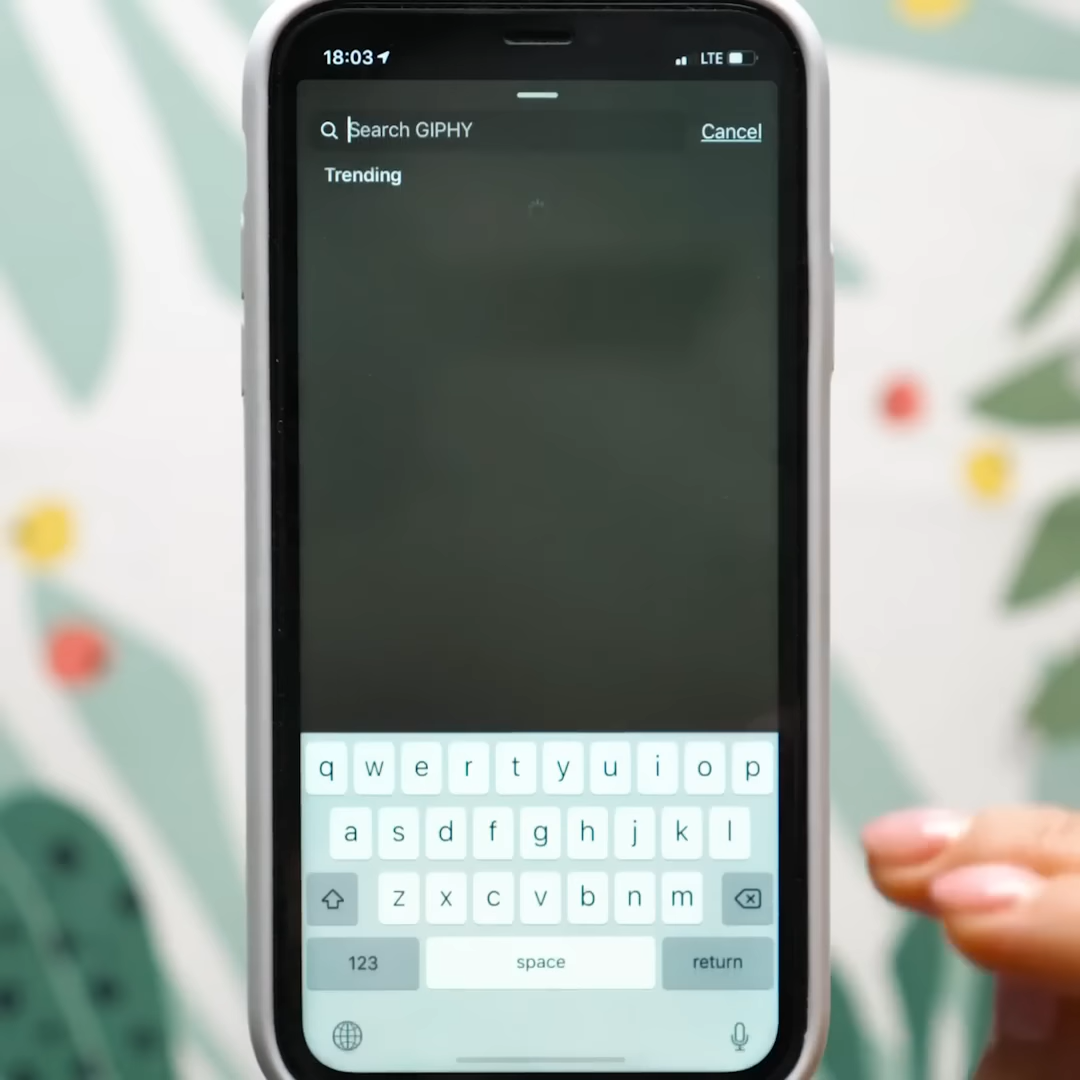 18:03 LTE
Search GIPHY Cancel
Trending
q w e r t y u i o p
a s d f g h j k l
z x c v b n m
123 space return